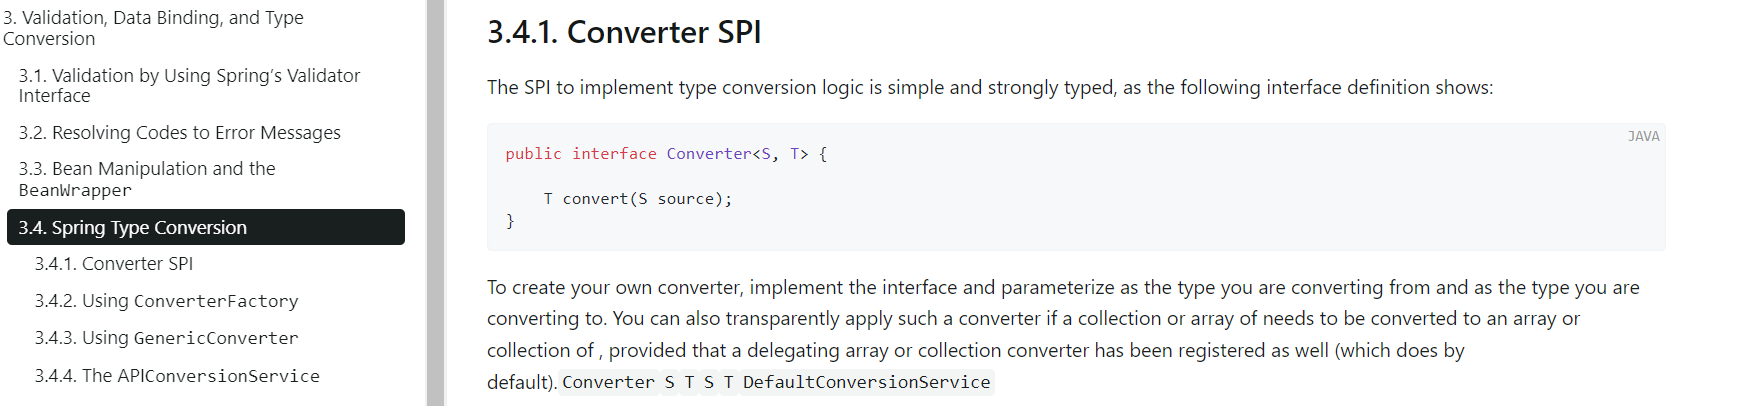 3. Validation, Data Binding, and Type
Conversion
3.1. Validation by Using Spring’s Validator
Interface
3.2. Resolving Codes to Error Messages
3.3. Bean Manipulation and the
BeanWrapper
3.4. Spring Type Conversion
3.4.1. Converter SPI
3.4.2. Using ConverterFactory
3.4.3. Using GenericConverter
3.4.4. The APIConversionService
3.4.1. Converter SPI
The SPI to implement type conversion logic is simple and strongly typed, as the following interface definition shows:
JAVA
public interface Converter<S, T> {
T convert(S source);
}
To create your own converter, implement the interface and parameterize as the type you are converting from and as the type you are
converting to. You can also transparently apply such a converter if a collection or array of needs to be converted to an array or
collection of , provided that a delegating array or collection converter has been registered as well (which does by
default). Converter S T S T DefaultConversionService